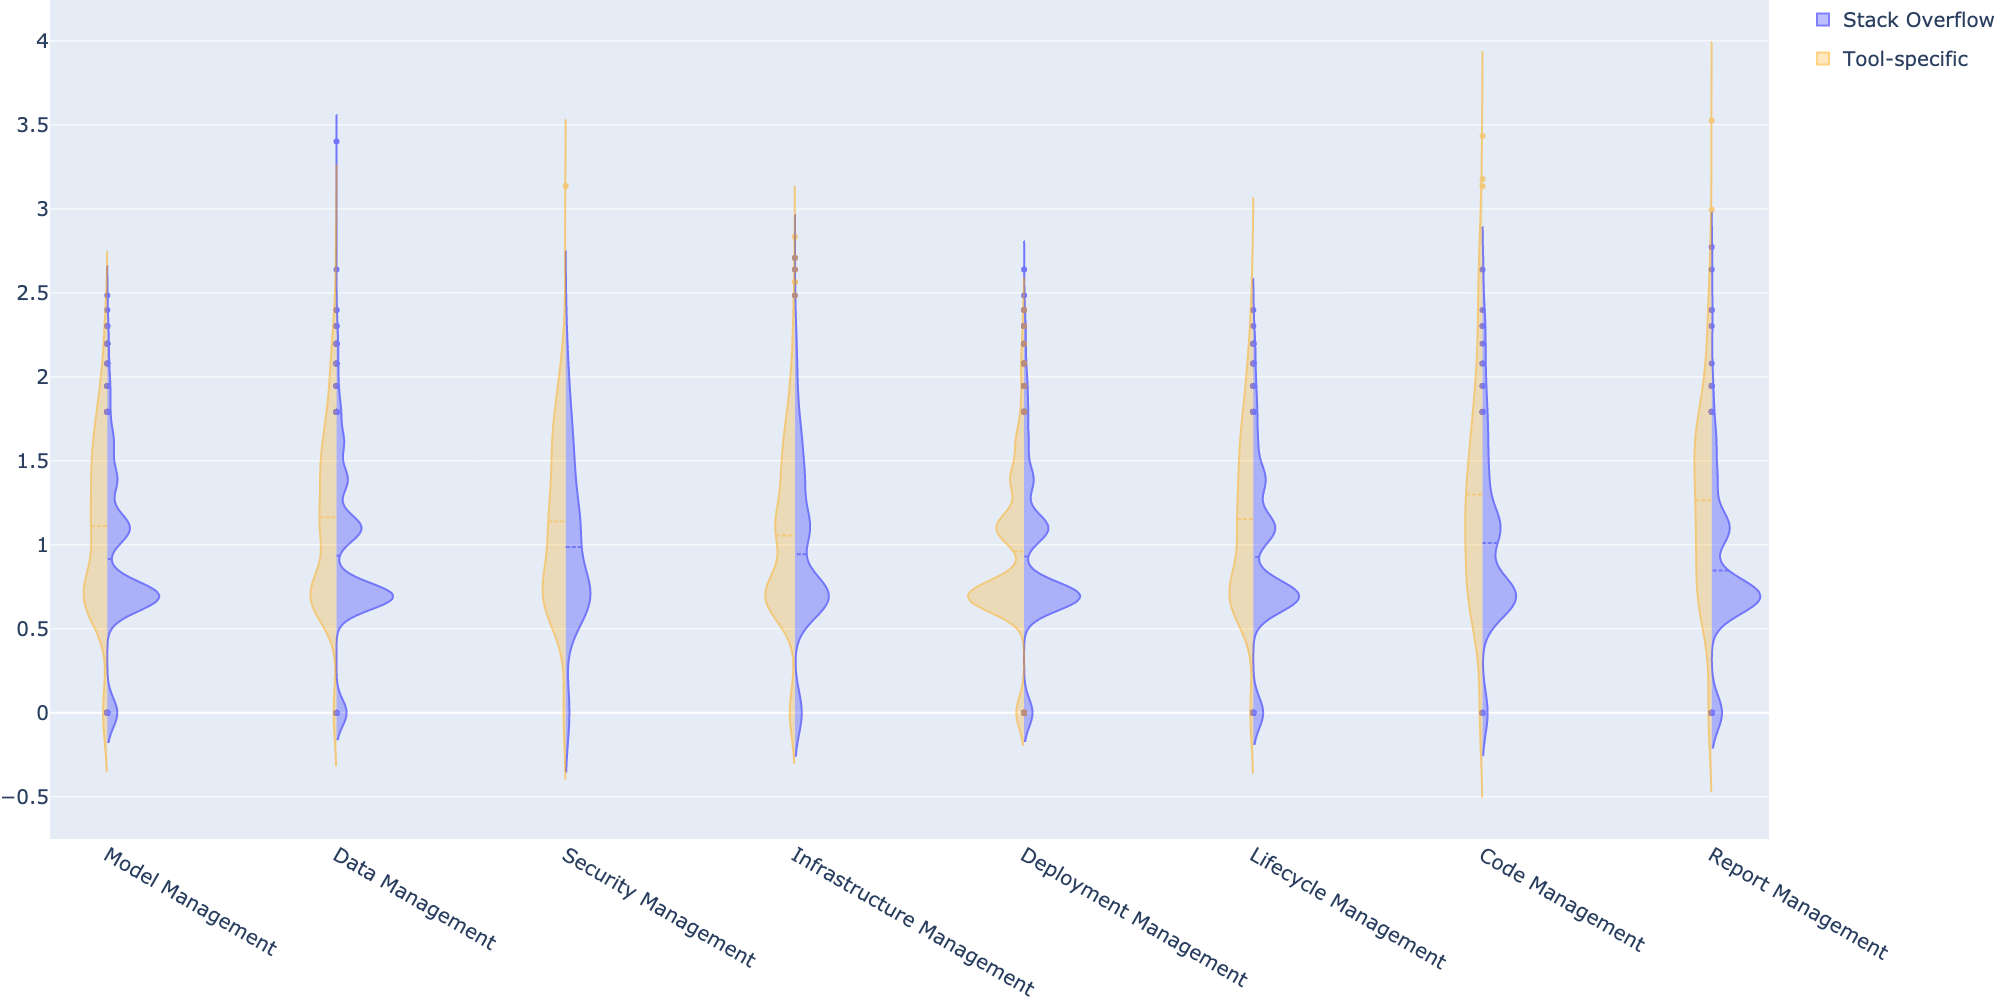 Stack Overflow
Tool-specific
4
3.5
3
2.5
2
1.5
1
0.5
0
−0.5
Model Management
Data Management
Security Management
Infrastructure Management
Deployment Management
Lifecycle Management
Code Management
Report Management